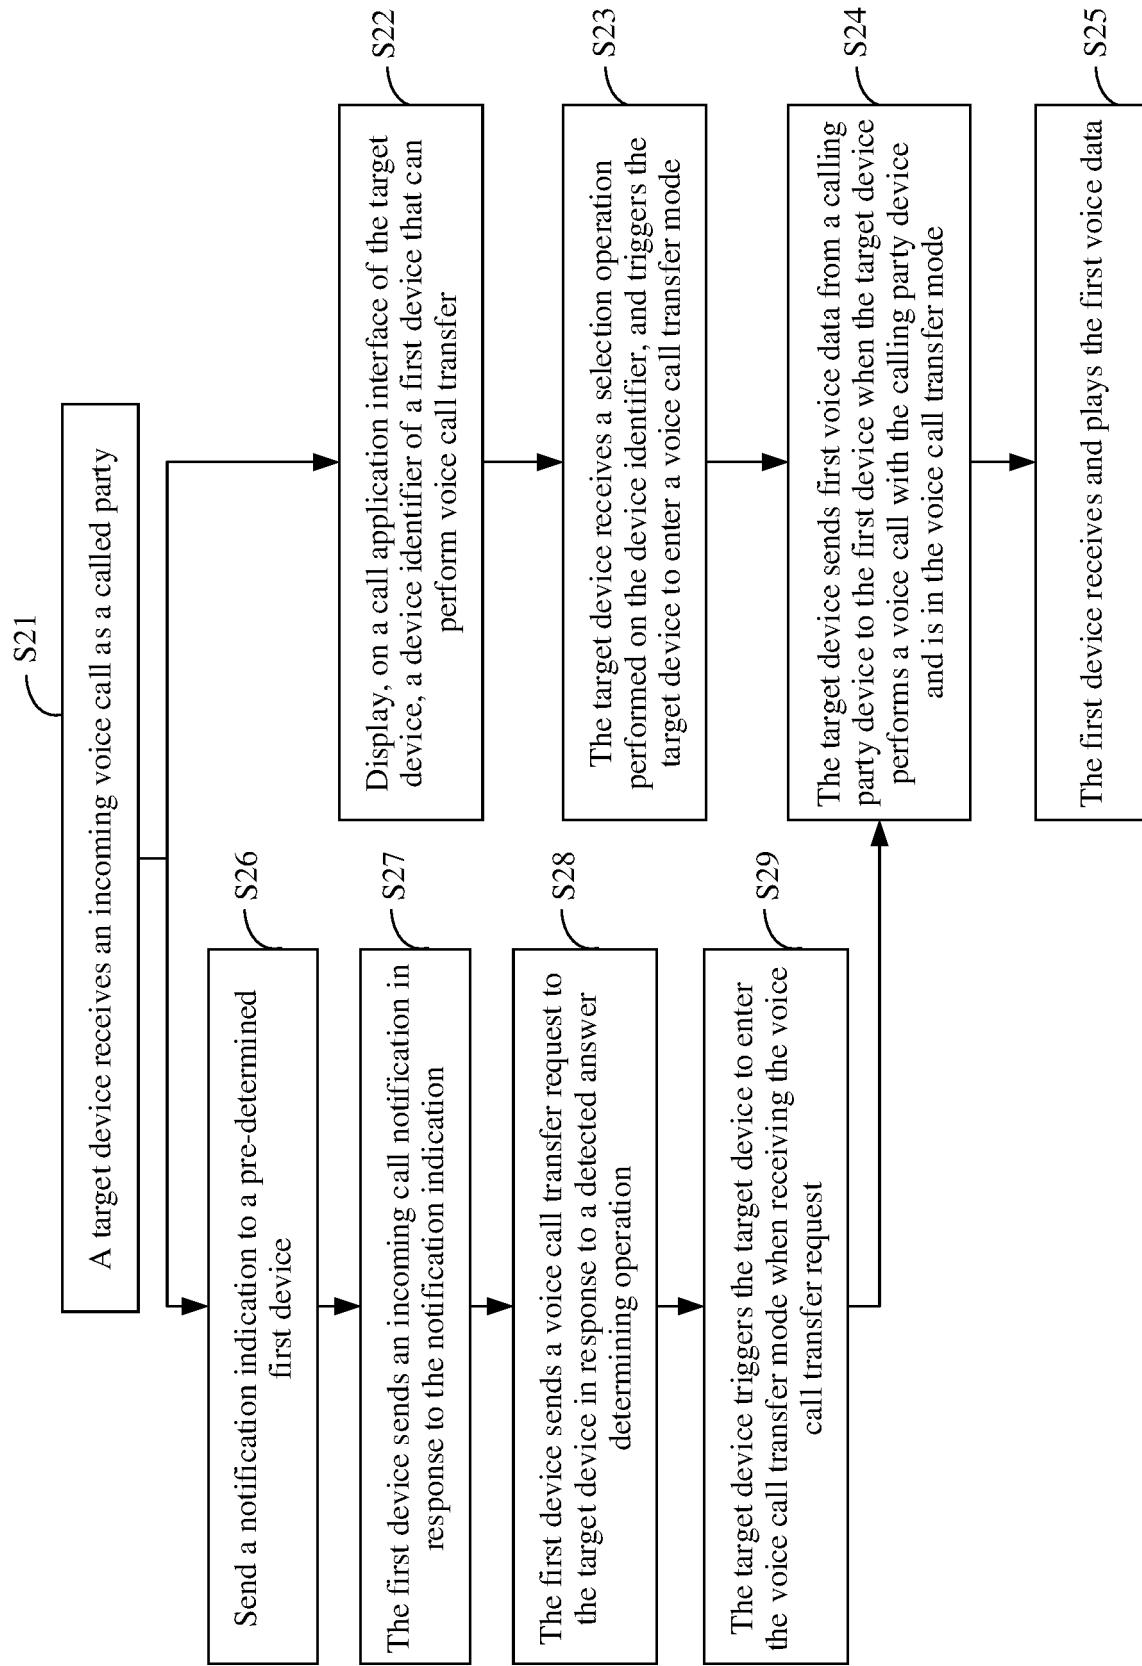 S21
A target device receives an incoming voice call as a called party
S26
Send a notification indication to a pre-determined
first device
S27
The first device sends an incoming call notification in
response to the notification indication
S28
The first device sends a voice call transfer request to
the target device in response to a detected answer
determining operation
S29
The target device triggers the target device to enter
the voice call transfer mode when receiving the voice
call transfer request
S22
Display, on a call application interface of the target
device, a device identifier of a first device that can
perform voice call transfer
S23
The target device receives a selection operation
performed on the device identifier, and triggers the
target device to enter a voice call transfer mode
S24
The target device sends first voice data from a calling
party device to the first device when the target device
performs a voice call with the calling party device
and is in the voice call transfer mode
S25
The first device receives and plays the first voice data